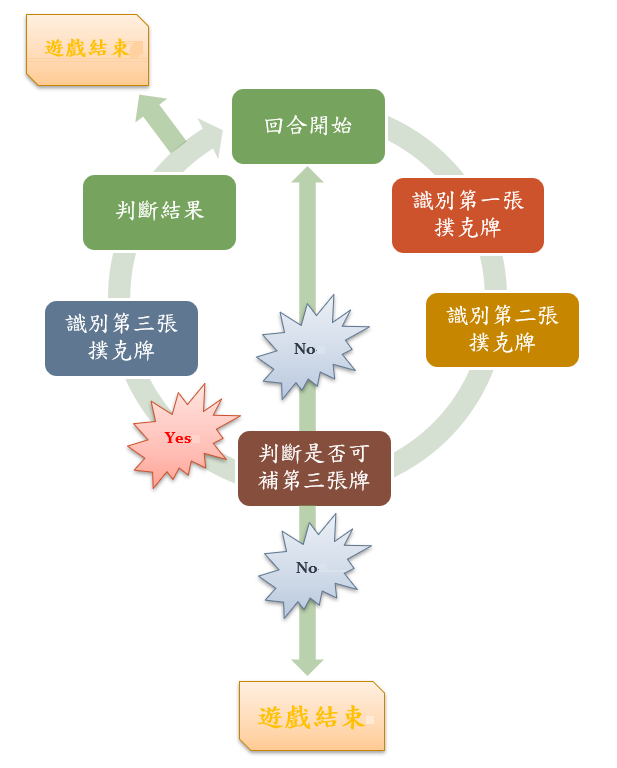 遊戲結束
回合開始
判斷結果
識別第一張
撲克牌
識別第三張
撲克牌
識別第二張
撲克牌
No
Yes
判斷是否可
補第三張牌
No
遊戲結束